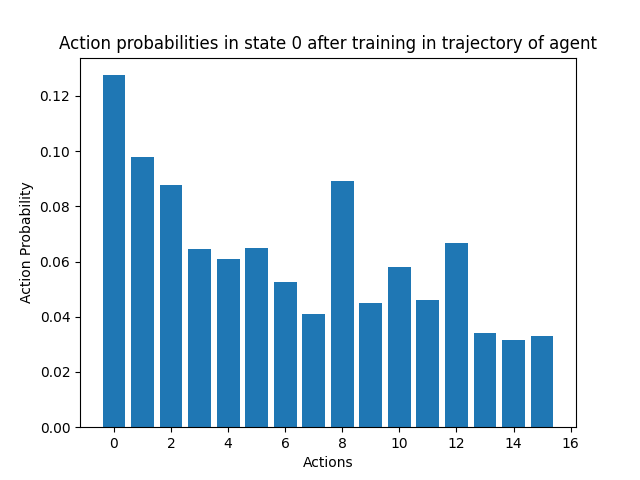 Action probabilities in state 0 after training in trajectory of agent
0.12
0.10
0.08
0.06
0.04
0.02
0.00
Action Probability
0 2 4 6 8 10 12 14 16
Actions